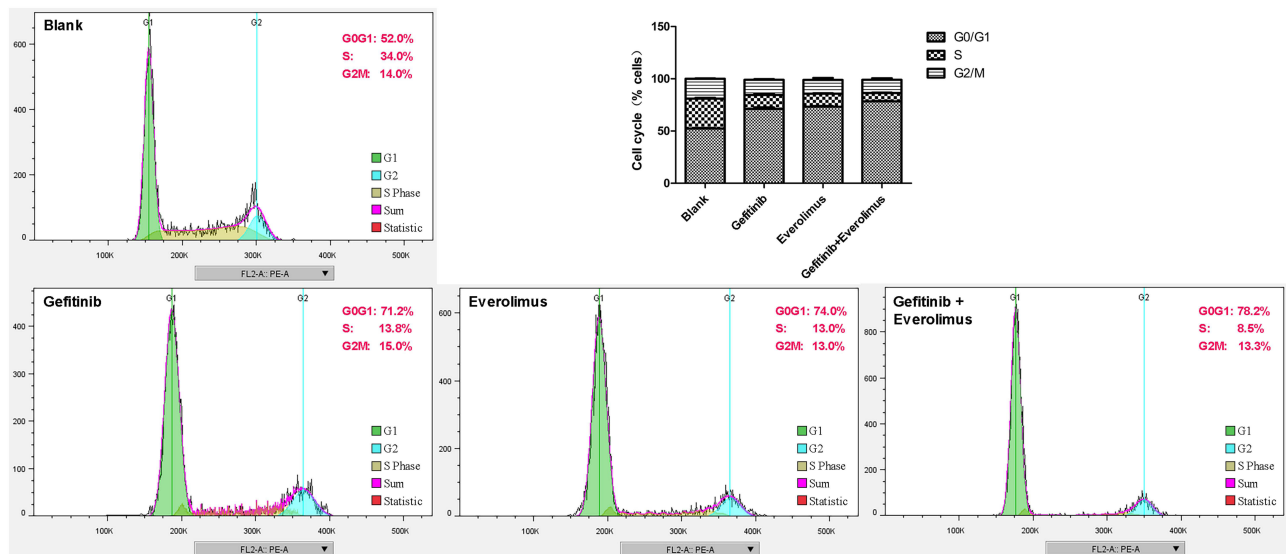 Blank
G1
G2
G0G1: 52.0%
S: 34.0%
G2M: 14.0%
600
400
200
0
G1
G2
S Phase
Sum
Statistic
0
100K
200K
300K
400K
500K
FL2-A:: PE-A
Cell cycle (% cells)
150
100
50
0
Blank
Gefitinib
Everolimus
Gefitinib+Everolimus
G0/G1
S
G2/M
Gefitinib
G1
G2
G0G1: 71.2%
S: 13.8%
G2M: 15.0%
400
300
200
100
0
G1
G2
S Phase
Sum
Statistic
0
100K
200K
300K
400K
500K
FL2-A:: PE-A
Everolimus
G1
G2
G0G1: 74.0%
S: 13.0%
G2M: 13.0%
600
400
200
0
G1
G2
S Phase
Sum
Statistic
0
100K
200K
300K
400K
500K
FL2-A:: PE-A
Gefitinib +
Everolimus
G1
G2
G0G1: 78.2%
S: 8.5%
G2M: 13.3%
800
600
400
200
0
G1
G2
S Phase
Sum
Statistic
0
100K
200K
300K
400K
500K
FL2-A:: PE-A